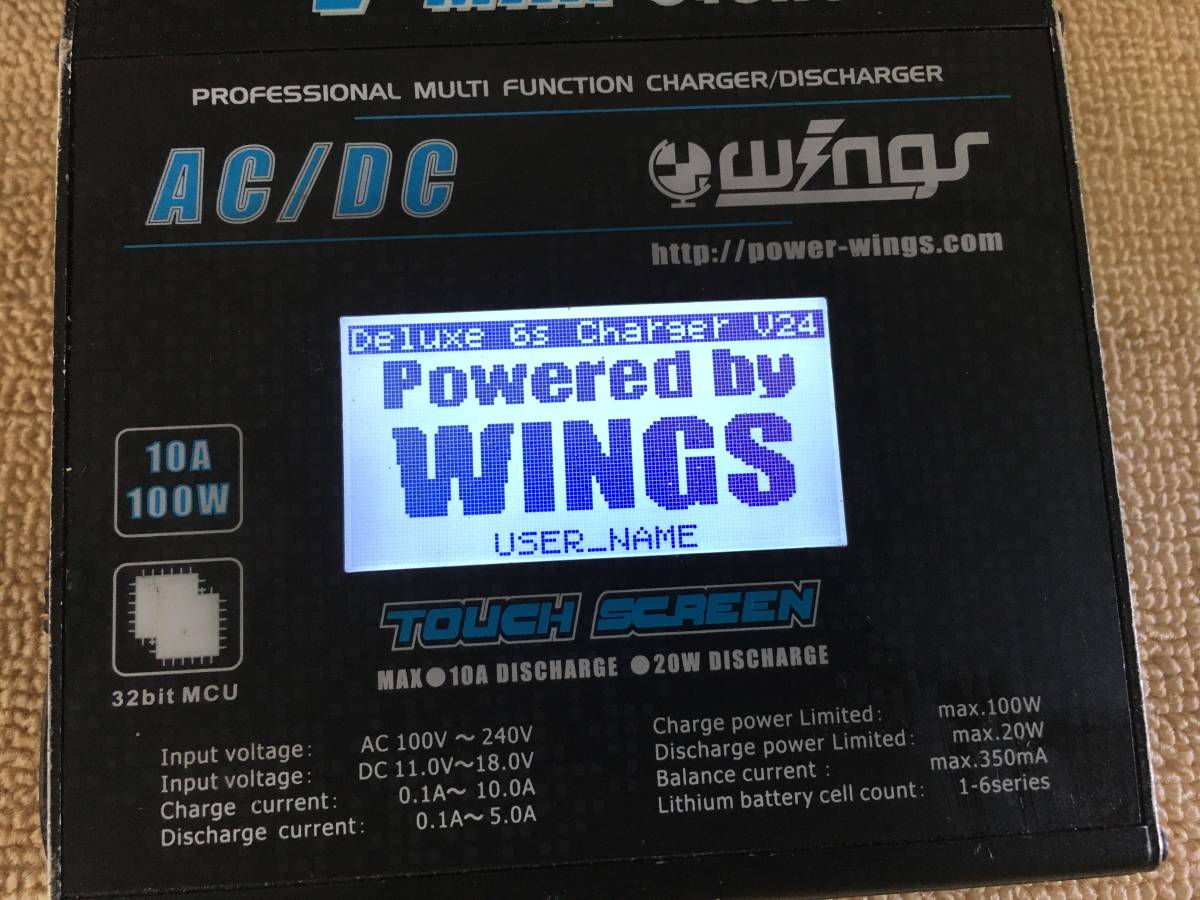 PROFESSIONAL MULTI FUNCTION CHARGER/DISCHARGER
AC/DC
wings
http://power-wings.com
Deluxe 6s Charger V24
Powered by
WINGS
USER_NAME
10A
100W
32bit MCU
TOUCH SCREEN
MAX●10A DISCHARGE ●20W DISCHARGE
Input voltage: AC 100V ～ 240V
Input voltage: DC 11.0V～18.0V
Charge current: 0.1A～ 10.0A
Discharge current: 0.1A～5.0A
Charge power Limited: max.100W
Discharge power Limited: max.20W
Balance current : max.350mA
Lithium battery cell count: 1-6series